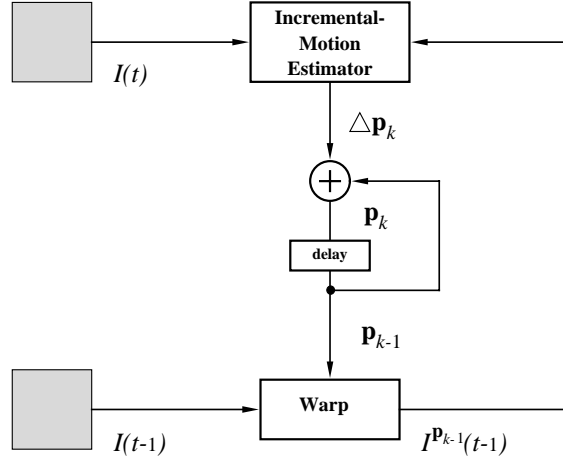 Incremental-
Motion
Estimator
I(t)
△p_k
+
p_k
delay
p_{k-1}
Warp
I(t-1)
I^{p_{k-1}}(t-1)